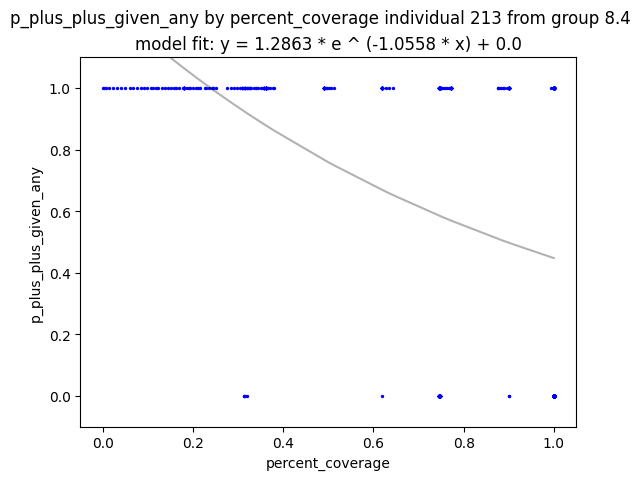 p_plus_plus_given_any by percent_coverage individual 213 from group 8.4
model fit: y = 1.2863 * e ^ (-1.0558 * x) + 0.0
1.0
0.8
0.6
0.4
0.2
0.0
p_plus_plus_given_any
0.0 0.2 0.4 0.6 0.8 1.0
percent_coverage